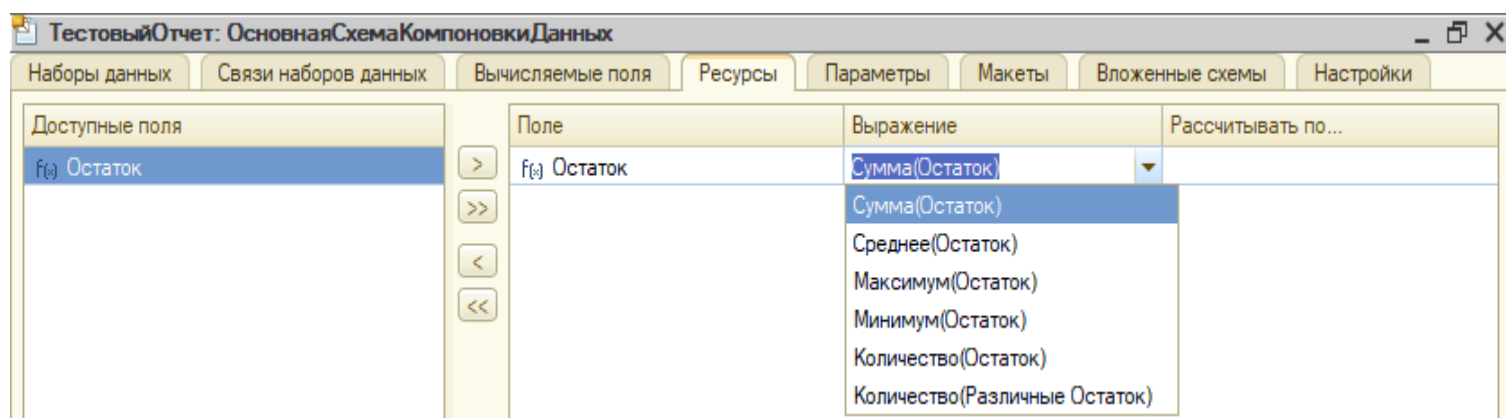 ТестовыйОтчет: ОсновнаяСхемаКомпоновкиДанных
Наборы данных Связи наборов данных Вычисляемые поля Ресурсы Параметры Макеты Вложенные схемы Настройки
Доступные поля Поле Выражение Рассчитывать по...
f(x) Остаток > f(x) Остаток Сумма(Остаток)
>> Сумма(Остаток)
Среднее(Остаток)
< Максимум(Остаток)
<< Минимум(Остаток)
Количество(Остаток)
Количество(Различные Остаток)